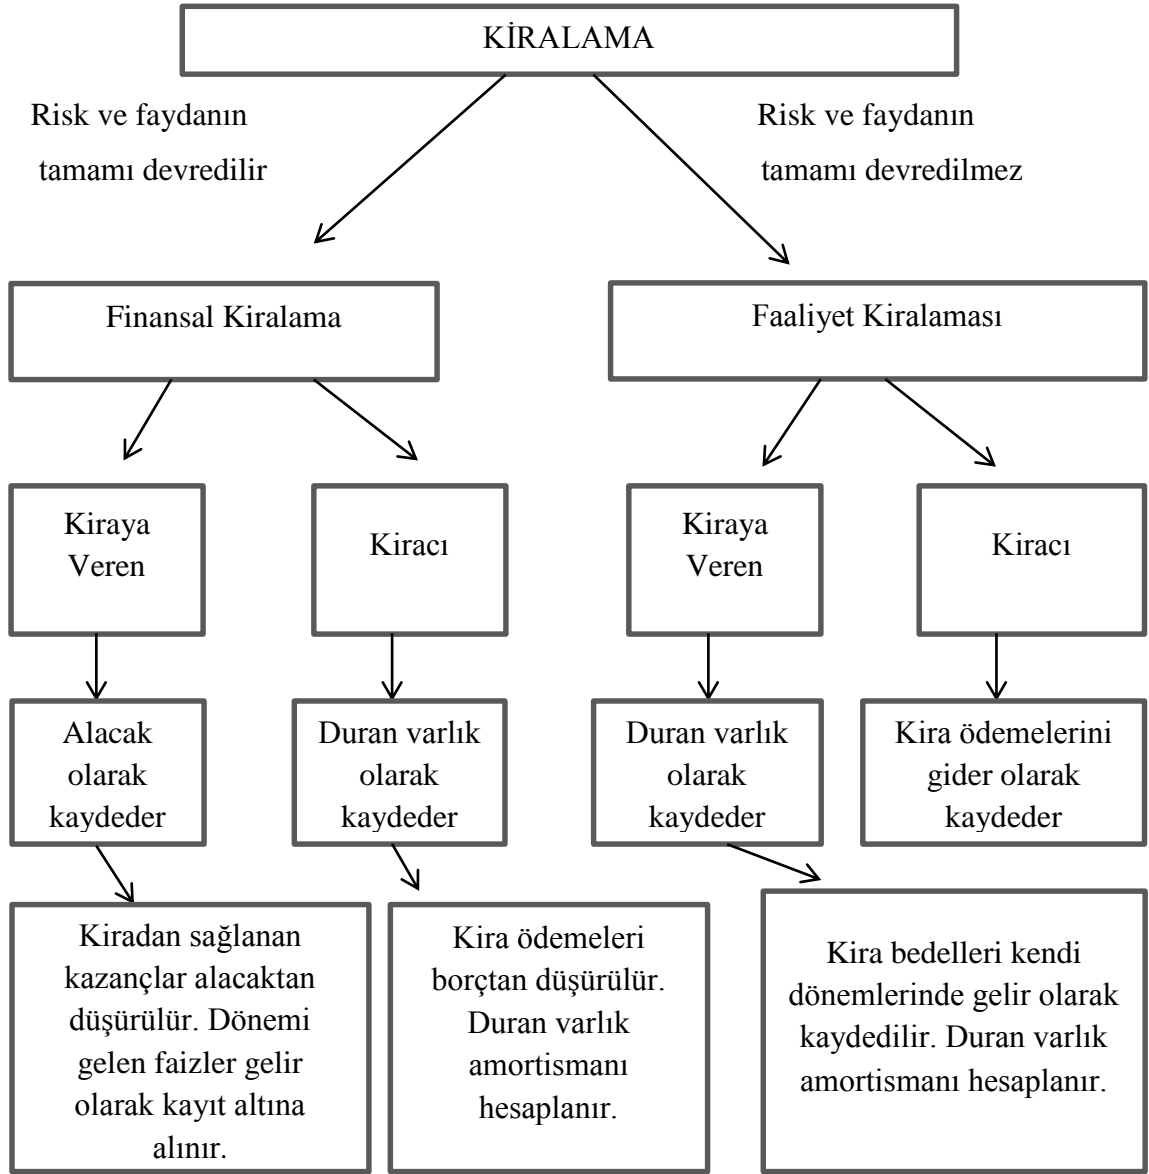 KİRALAMA
Risk ve faydanın
tamamı devredilir
Risk ve faydanın
tamamı devredilmez
Finansal Kiralama
Faaliyet Kiralaması
Kiraya
Veren
Kiracı
Kiraya
Veren
Kiracı
Alacak
olarak
kaydeder
Duran varlık
olarak
kaydeder
Duran varlık
olarak
kaydeder
Kira ödemelerini
gider olarak
kaydeder
Kiradan sağlanan
kazançlar alacaktan
düşürülür. Dönemi
gelen faizler gelir
olarak kayıt altına
alınır.
Kira ödemeleri
borçtan düşürülür.
Duran varlık
amortismanı
hesaplanır.
Kira bedelleri kendi
dönemlerinde gelir olarak
kaydedilir. Duran varlık
amortismanı hesaplanır.